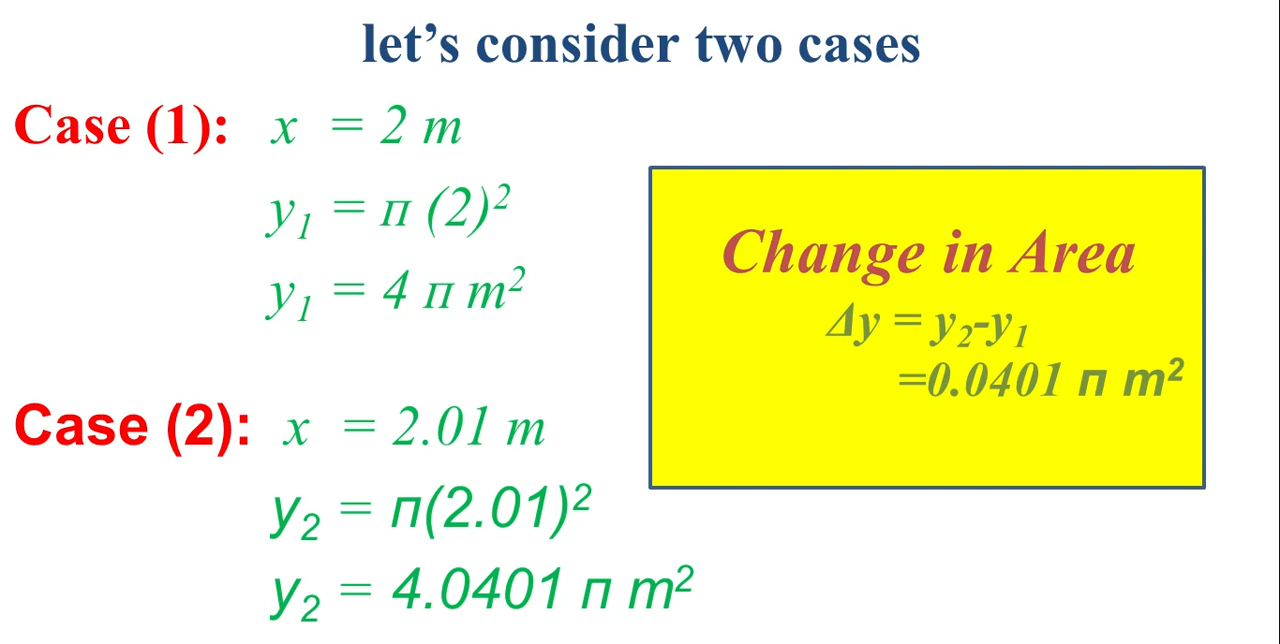 let’s consider two cases
Case (1): x = 2 m
y₁ = п (2)²
y₁ = 4 п m²
Change in Area
Δy = y₂-y₁
=0.0401 п m²
Case (2): x = 2.01 m
y₂ = п(2.01)²
y₂ = 4.0401 п m²